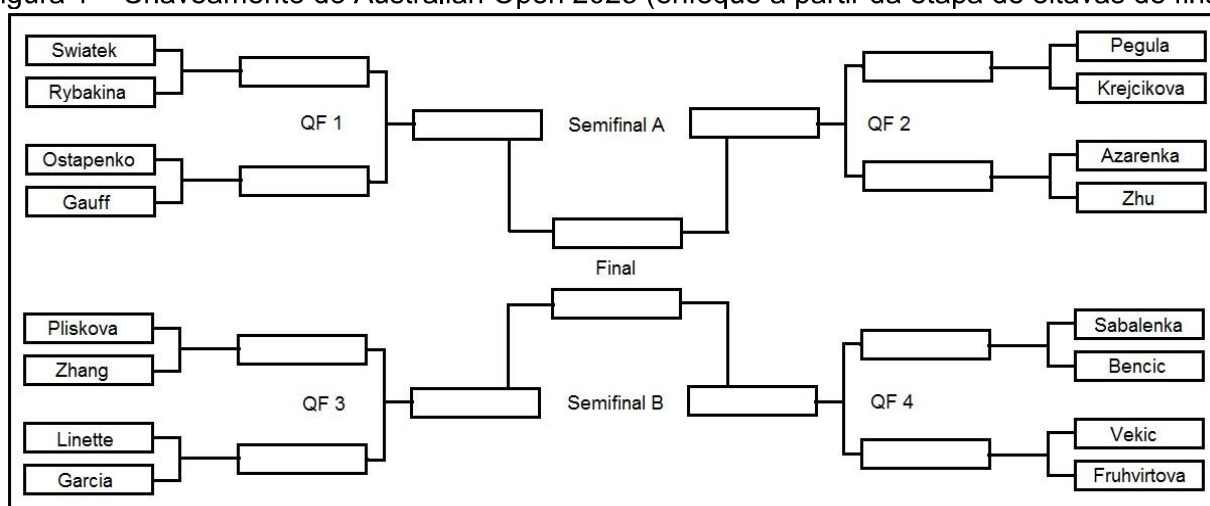 Figura 1 – Chaveamento do Australian Open 2023 (enfoque a partir da etapa de oitavas de final
Swiatek
Rybakina
QF 1
Ostapenko
Gauff
Semifinal A
Pegula
Krejcikova
QF 2
Azarenka
Zhu
Final
Pliskova
Zhang
QF 3
Linette
Garcia
Semifinal B
Sabalenka
Bencic
QF 4
Vekic
Fruhvirtova